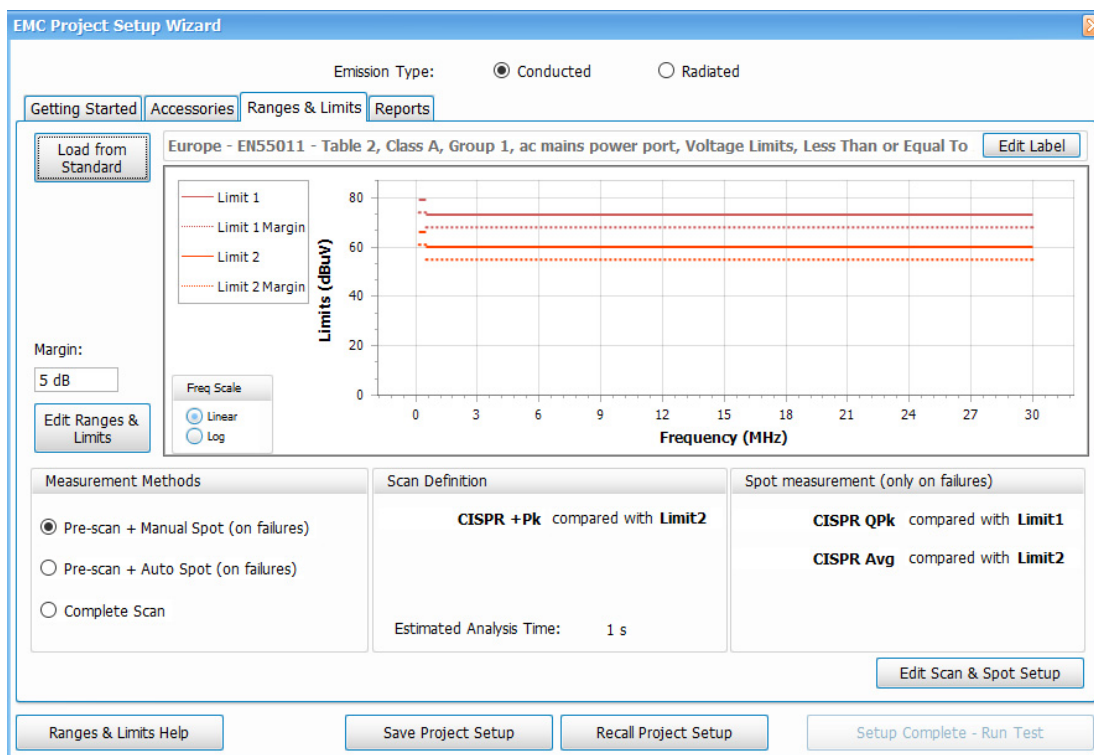 EMC Project Setup Wizard
Emission Type: Conducted Radiated
Getting Started Accessories Ranges & Limits Reports
Load from
Standard
Europe - EN55011 - Table 2, Class A, Group 1, ac mains power port, Voltage Limits, Less Than or Equal To
Edit Label
Limit 1
Limit 1 Margin
Limit 2
Limit 2 Margin
Limits (dBuV)
80
60
40
20
0
0 3 6 9 12 15 18 21 24 27 30
Frequency (MHz)
Freq Scale
Linear
Log
Margin:
5 dB
Edit Ranges &
Limits
Measurement Methods
Pre-scan + Manual Spot (on failures)
Pre-scan + Auto Spot (on failures)
Complete Scan
Scan Definition
CISPR +Pk compared with Limit2
Estimated Analysis Time: 1 s
Spot measurement (only on failures)
CISPR QPk compared with Limit1
CISPR Avg compared with Limit2
Edit Scan & Spot Setup
Ranges & Limits Help Save Project Setup Recall Project Setup Setup Complete - Run Test